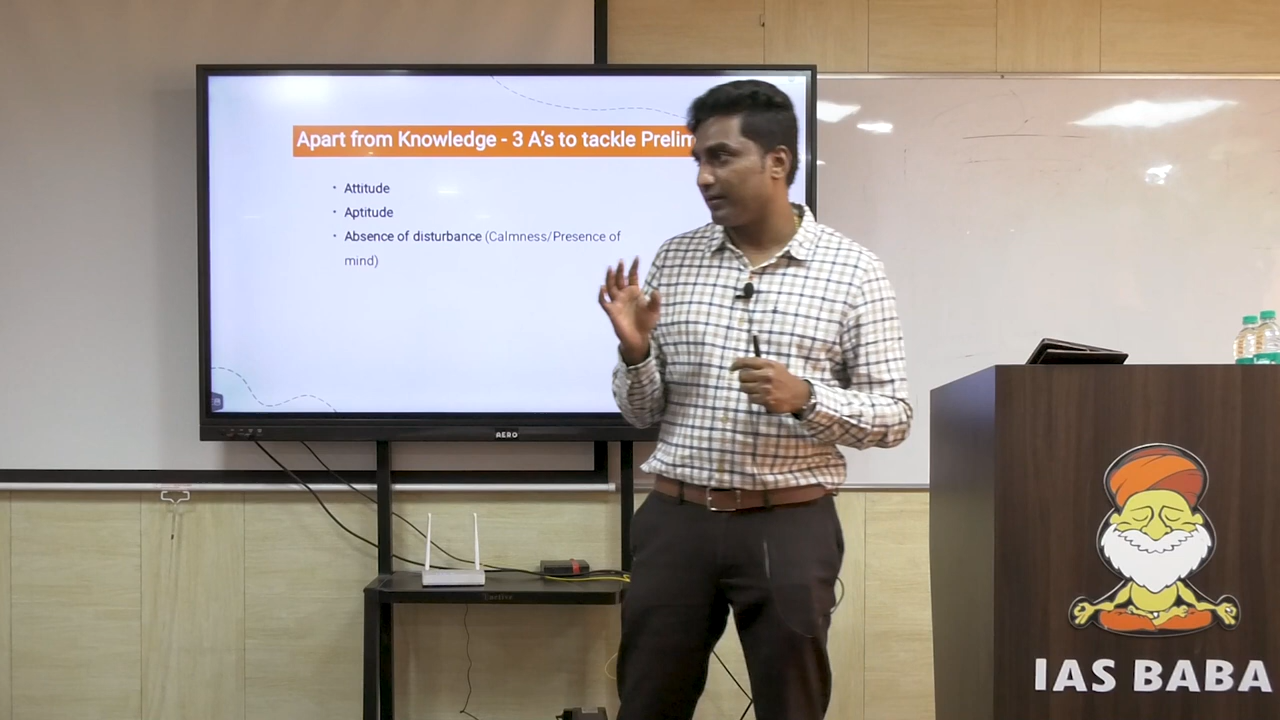 Apart from Knowledge - 3 A's to tackle Prelim
• Attitude
• Aptitude
• Absence of disturbance (Calmness/Presence of
mind)
AERO
IAS BABA